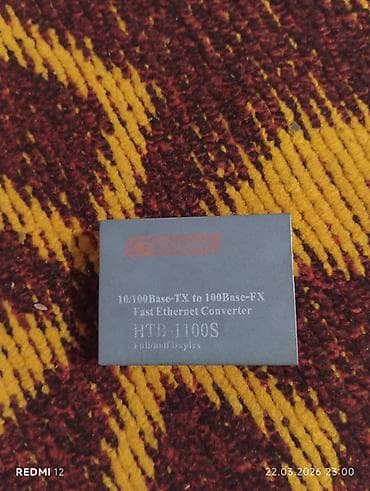 10/100Base-TX to 100Base-FX
Fast Ethernet Converter
HTB-1100S
Full/half Duplex
REDMI 12
22.03.2026 23:00